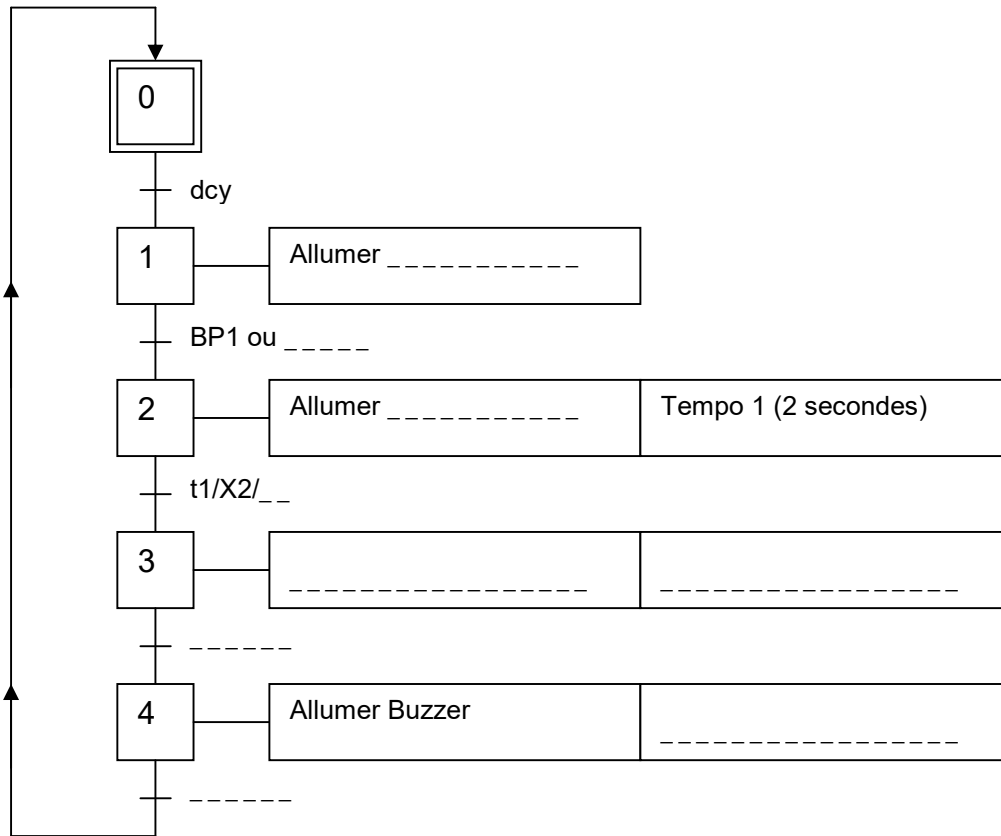 0
dcy
1
Allumer _ _ _ _ _ _ _ _ _ _ _
BP1 ou _ _ _ _ _
2
Allumer _ _ _ _ _ _ _ _ _ _ _
Tempo 1 (2 secondes)
t1/X2/_ _
3
_ _ _ _ _ _ _ _ _ _ _ _ _ _ _ _ _
_ _ _ _ _ _ _ _ _ _ _ _ _ _ _ _ _
_ _ _ _ _ _
4
Allumer Buzzer
_ _ _ _ _ _ _ _ _ _ _ _ _ _ _ _ _
_ _ _ _ _ _